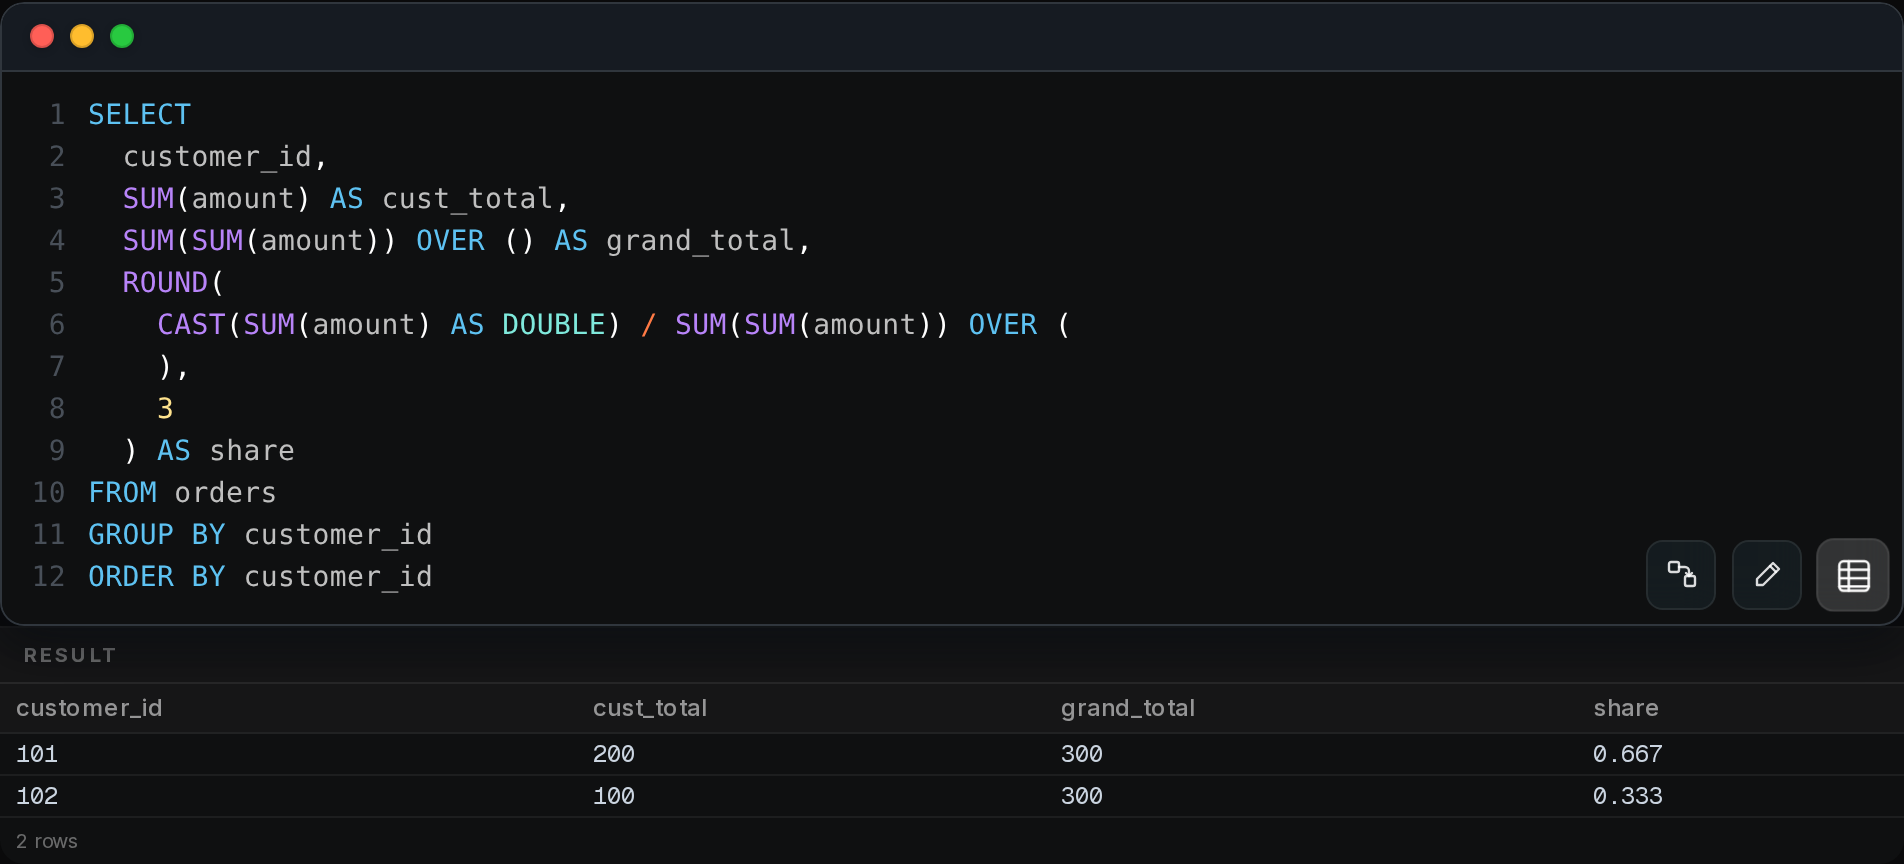 1 SELECT
2   customer_id,
3   SUM(amount) AS cust_total,
4   SUM(SUM(amount)) OVER () AS grand_total,
5   ROUND(
6     CAST(SUM(amount) AS DOUBLE) / SUM(SUM(amount)) OVER (
7     ),
8     3
9   ) AS share
10 FROM orders
11 GROUP BY customer_id
12 ORDER BY customer_id
RESULT
customer_id cust_total grand_total share
101 200 300 0.667
102 100 300 0.333
2 rows